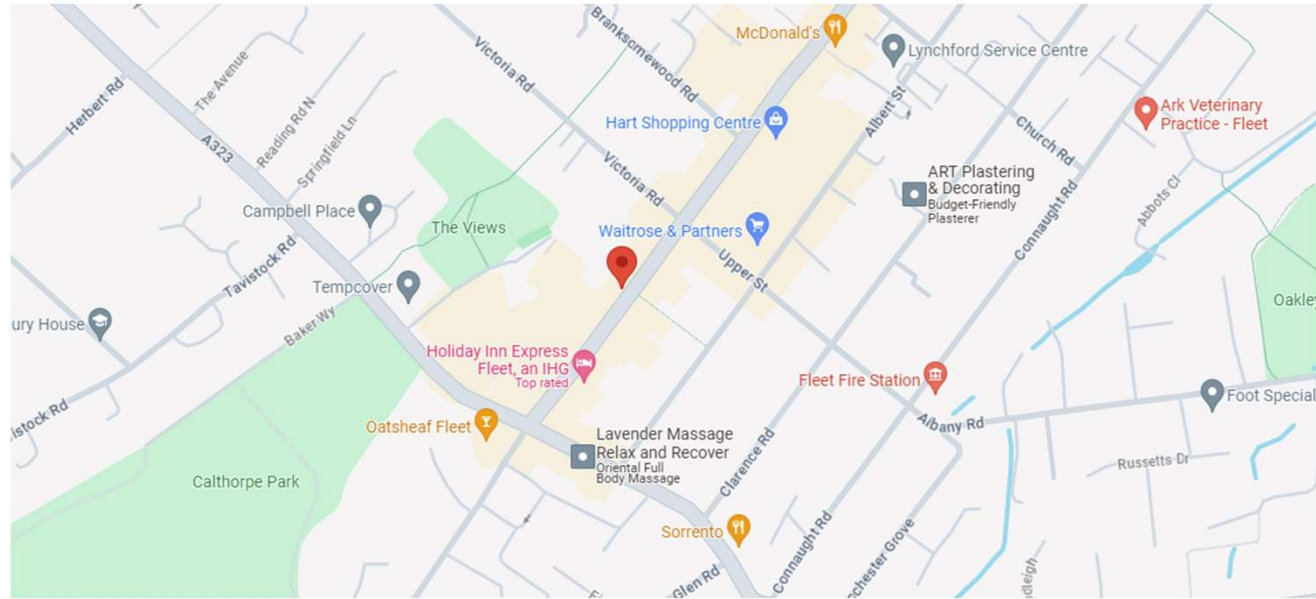 McDonald's
Branksomewood Rd
Victoria Rd
Lynchford Service Centre
The Avenue
Herbert Rd
Reading Rd N
Albert St
Ark Veterinary
Practice - Fleet
Hart Shopping Centre
A323
Springfield Ln
Church Rd
Victoria Rd
ART Plastering
& Decorating
Budget-Friendly
Plasterer
Connaught Rd
Abbots Cl
Campbell Place
The Views
Waitrose & Partners
Tavistock Rd
Upper St
Tempcover
Baker Wy
ury House
Oakley
Holiday Inn Express
Fleet, an IHG
Top rated
Fleet Fire Station
Foot Special
istock Rd
Oatsheaf Fleet
Albany Rd
Lavender Massage
Relax and Recover
Oriental Full
Body Massage
Clarence Rd
Russetts Dr
Calthorpe Park
Sorrento
Connaught Rd
nchester Grove
Glen Rd